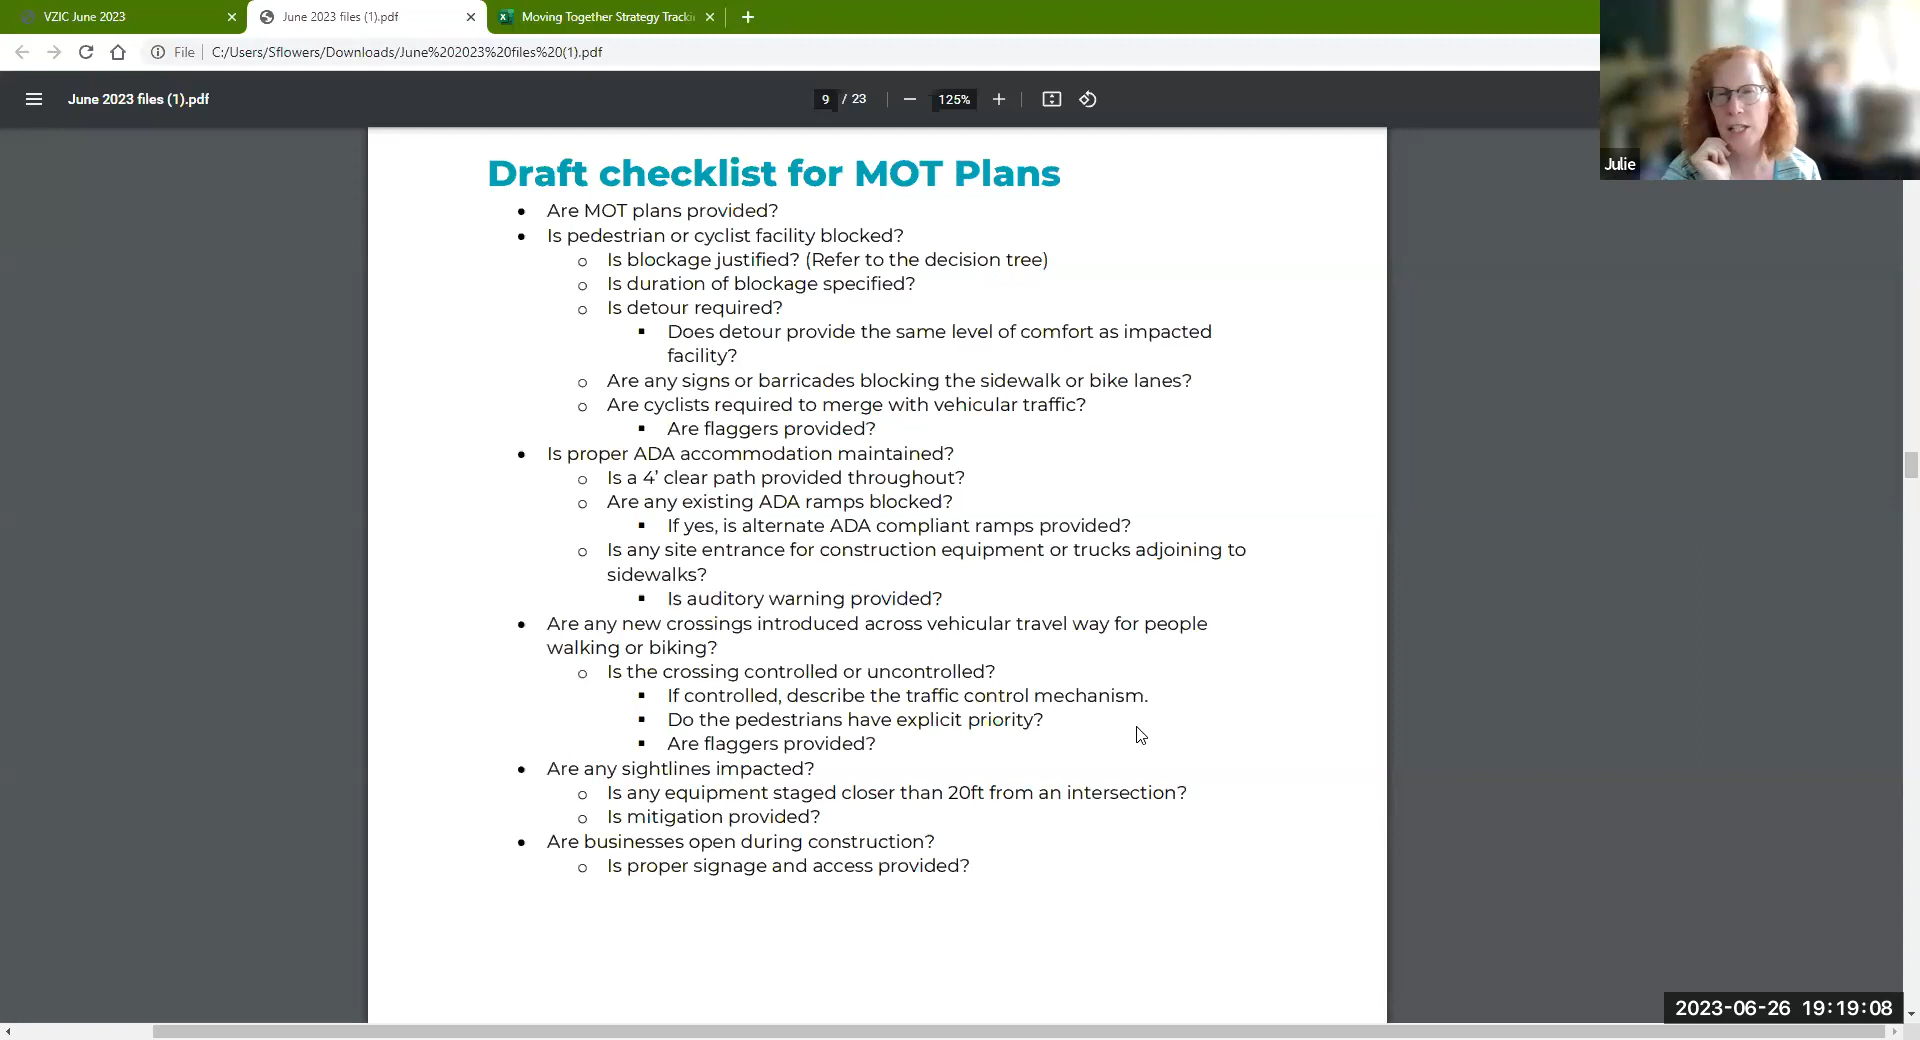 VZIC June 2023
June 2023 files (1).pdf
Moving Together Strategy Tracki
File
C:/Users/Sflowers/Downloads/June%202023%20files%20(1).pdf
June 2023 files (1).pdf
9 / 23
125%
Julie
Draft checklist for MOT Plans
• Are MOT plans provided?
• Is pedestrian or cyclist facility blocked?
o Is blockage justified? (Refer to the decision tree)
o Is duration of blockage specified?
o Is detour required?
▪ Does detour provide the same level of comfort as impacted
facility?
o Are any signs or barricades blocking the sidewalk or bike lanes?
o Are cyclists required to merge with vehicular traffic?
▪ Are flaggers provided?
• Is proper ADA accommodation maintained?
o Is a 4’ clear path provided throughout?
o Are any existing ADA ramps blocked?
▪ If yes, is alternate ADA compliant ramps provided?
o Is any site entrance for construction equipment or trucks adjoining to
sidewalks?
▪ Is auditory warning provided?
• Are any new crossings introduced across vehicular travel way for people
walking or biking?
o Is the crossing controlled or uncontrolled?
▪ If controlled, describe the traffic control mechanism.
▪ Do the pedestrians have explicit priority?
▪ Are flaggers provided?
• Are any sightlines impacted?
o Is any equipment staged closer than 20ft from an intersection?
o Is mitigation provided?
• Are businesses open during construction?
o Is proper signage and access provided?
2023-06-26 19:19:08